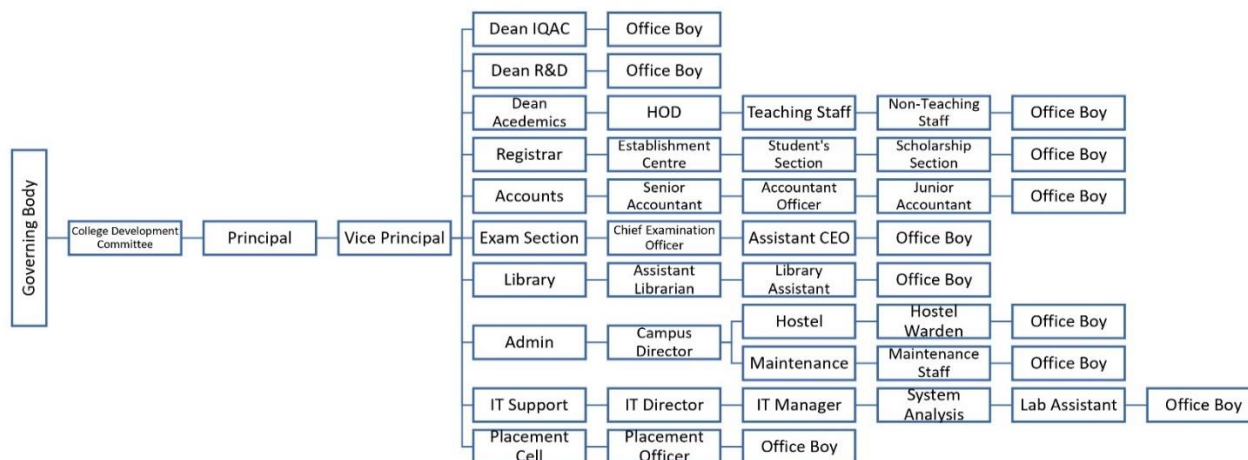 Governing Body
College Development
Committee
Principal
Vice Principal
Dean IQAC
Office Boy
Dean R&D
Office Boy
Dean
Acedemics
HOD
Teaching Staff
Non-Teaching
Staff
Office Boy
Registrar
Establishment
Centre
Student's
Section
Scholarship
Section
Office Boy
Accounts
Senior
Accountant
Accountant
Officer
Junior
Accountant
Office Boy
Exam Section
Chief Examination
Officer
Assistant CEO
Office Boy
Library
Assistant
Librarian
Library
Assistant
Office Boy
Admin
Campus
Director
Hostel
Hostel
Warden
Office Boy
Maintenance
Maintenance
Staff
Office Boy
IT Support
IT Director
IT Manager
System
Analysis
Lab Assistant
Office Boy
Placement
Cell
Placement
Officer
Office Boy